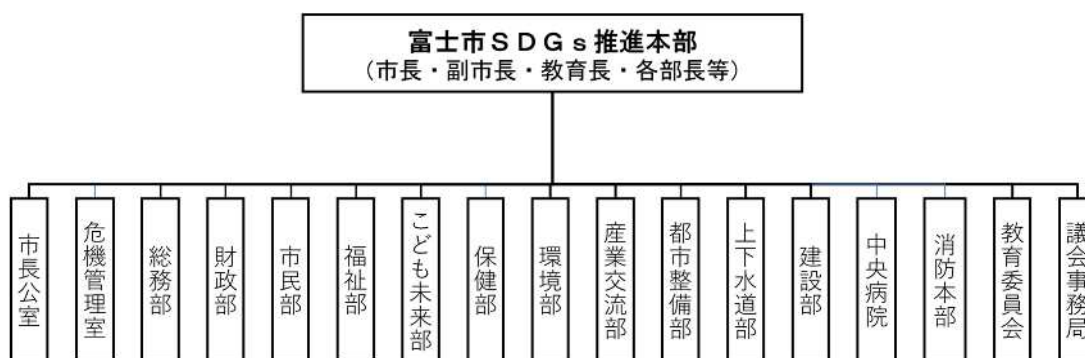 富士市ＳＤＧｓ推進本部
（市長・副市長・教育長・各部長等）
市長公室
危機管理室
総務部
財政部
市民部
福祉部
こども未来部
保健部
環境部
産業交流部
都市整備部
上下水道部
建設部
中央病院
消防本部
教育委員会
議会事務局